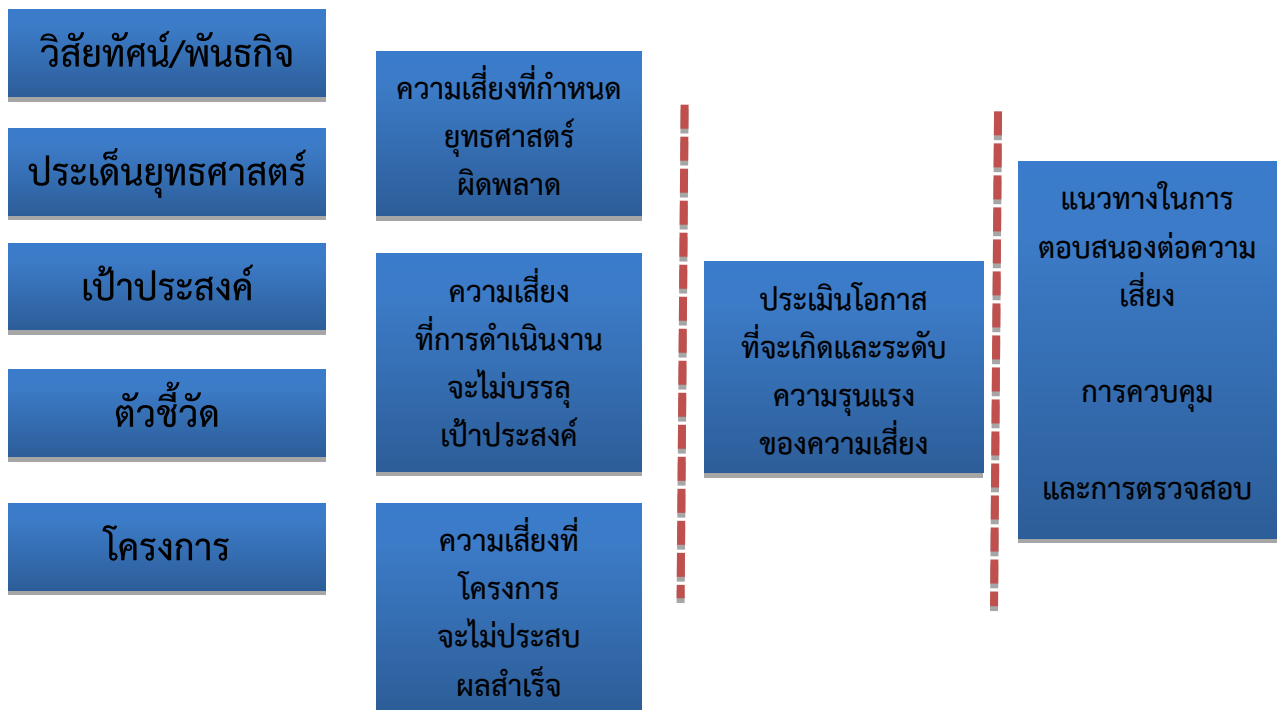 วิสัยทัศน์/พันธกิจ
ประเด็นยุทธศาสตร์
เป้าประสงค์
ตัวชี้วัด
โครงการ
ความเสี่ยงที่กำหนด
ยุทธศาสตร์
ผิดพลาด
ความเสี่ยง
ที่การดำเนินงาน
จะไม่บรรลุ
เป้าประสงค์
ความเสี่ยงที่
โครงการ
จะไม่ประสบ
ผลสำเร็จ
ประเมินโอกาส
ที่จะเกิดและระดับ
ความรุนแรง
ของความเสี่ยง
แนวทางในการ
ตอบสนองต่อความ
เสี่ยง
การควบคุม
และการตรวจสอบ